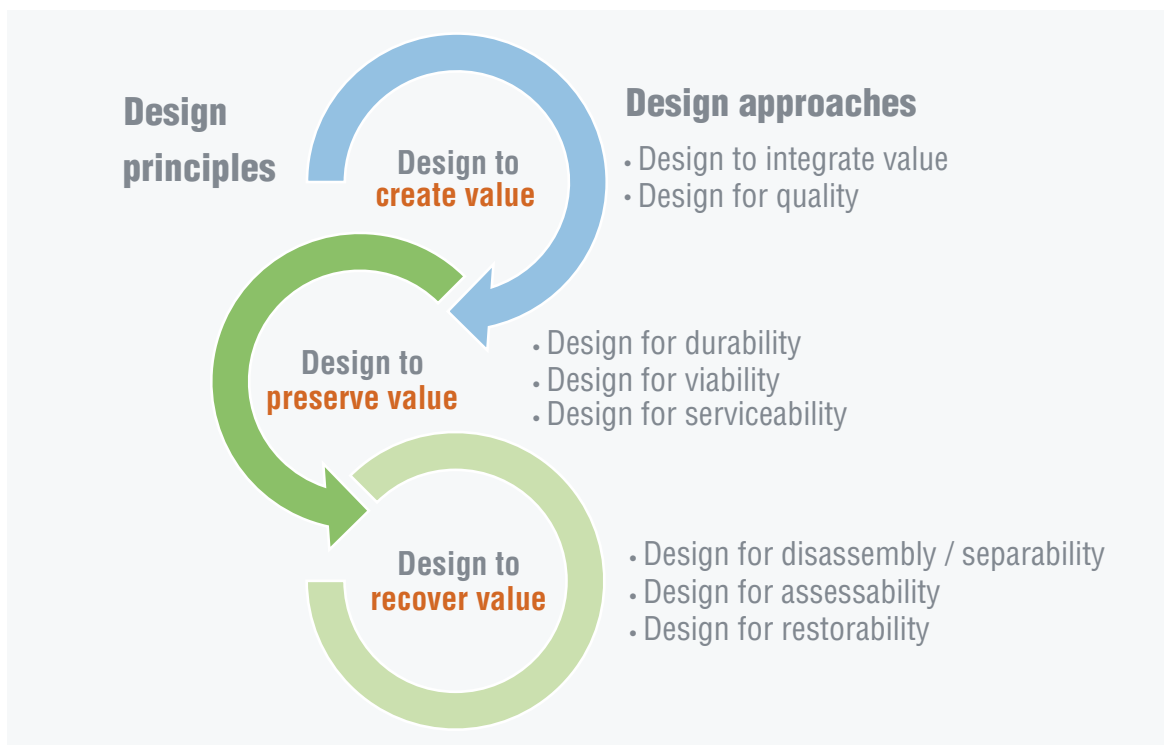 Design
principles
Design approaches
Design to
create value
• Design to integrate value
• Design for quality
Design to
preserve value
• Design for durability
• Design for viability
• Design for serviceability
Design to
recover value
• Design for disassembly / separability
• Design for assessability
• Design for restorability